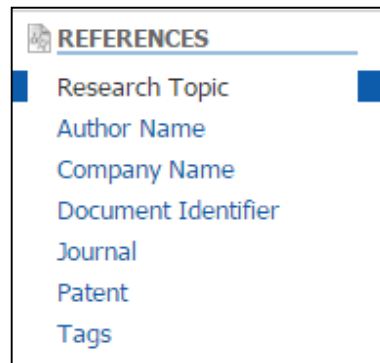 REFERENCES
Research Topic
Author Name
Company Name
Document Identifier
Journal
Patent
Tags